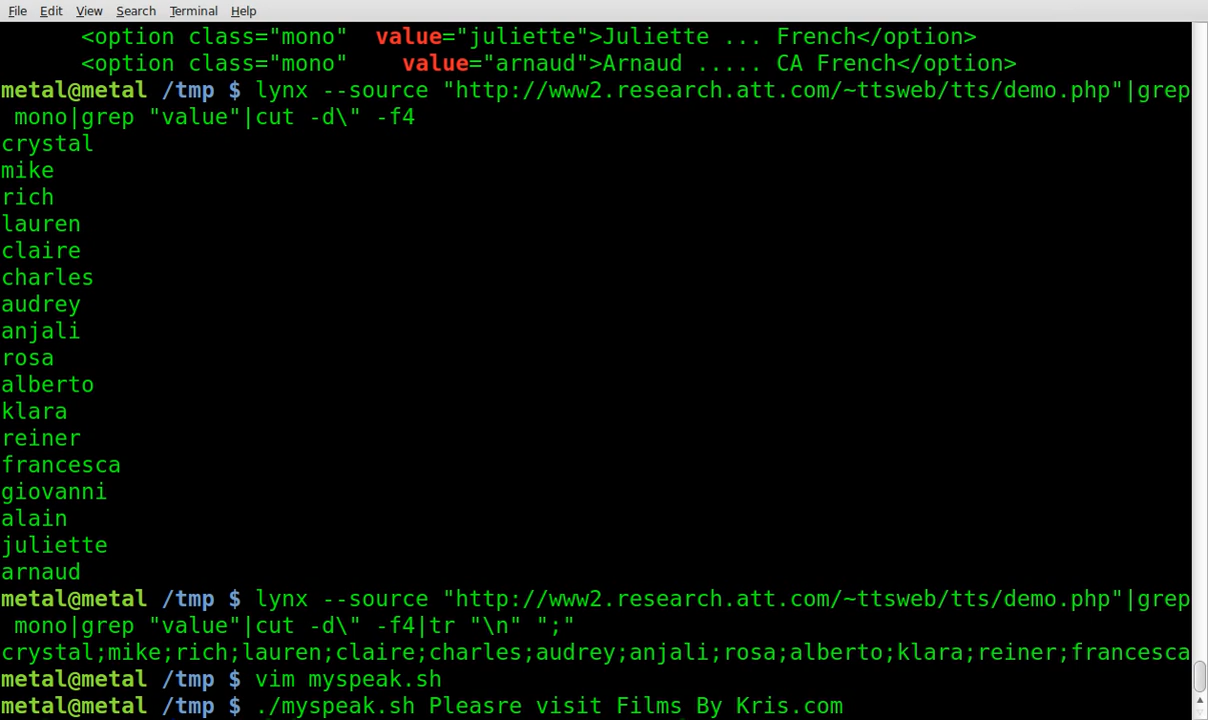 File Edit View Search Terminal Help
<option class="mono"  value="juliette">Juliette ... French</option>
<option class="mono"    value="arnaud">Arnaud ..... CA French</option>
metal@metal /tmp $ lynx --source "http://www2.research.att.com/~ttsweb/tts/demo.php"|grep
mono|grep "value"|cut -d\" -f4
crystal
mike
rich
lauren
claire
charles
audrey
anjali
rosa
alberto
klara
reiner
francesca
giovanni
alain
juliette
arnaud
metal@metal /tmp $ lynx --source "http://www2.research.att.com/~ttsweb/tts/demo.php"|grep
mono|grep "value"|cut -d\" -f4|tr "\n" ";"
crystal;mike;rich;lauren;claire;charles;audrey;anjali;rosa;alberto;klara;reiner;francesca
metal@metal /tmp $ vim myspeak.sh
metal@metal /tmp $ ./myspeak.sh Pleasre visit Films By Kris.com